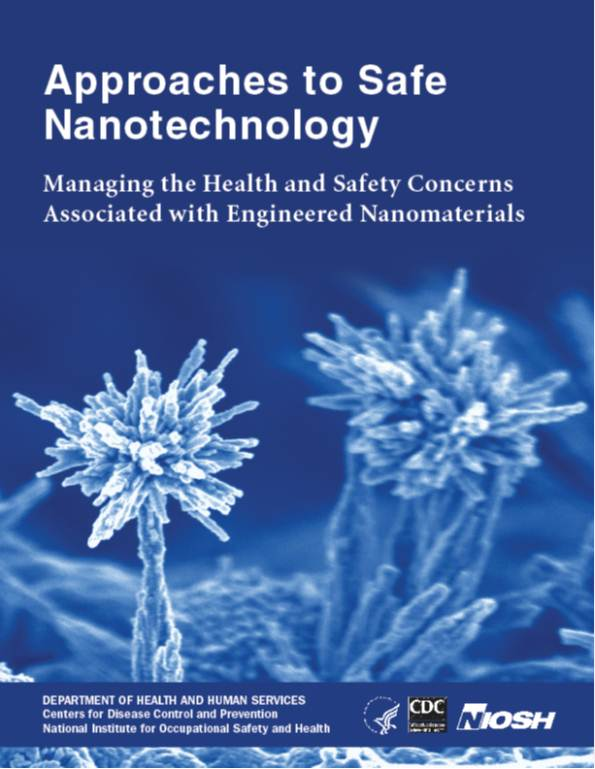 Approaches to Safe
Nanotechnology
Managing the Health and Safety Concerns
Associated with Engineered Nanomaterials
DEPARTMENT OF HEALTH AND HUMAN SERVICES
Centers for Disease Control and Prevention
National Institute for Occupational Safety and Health
CDC
NIOSH